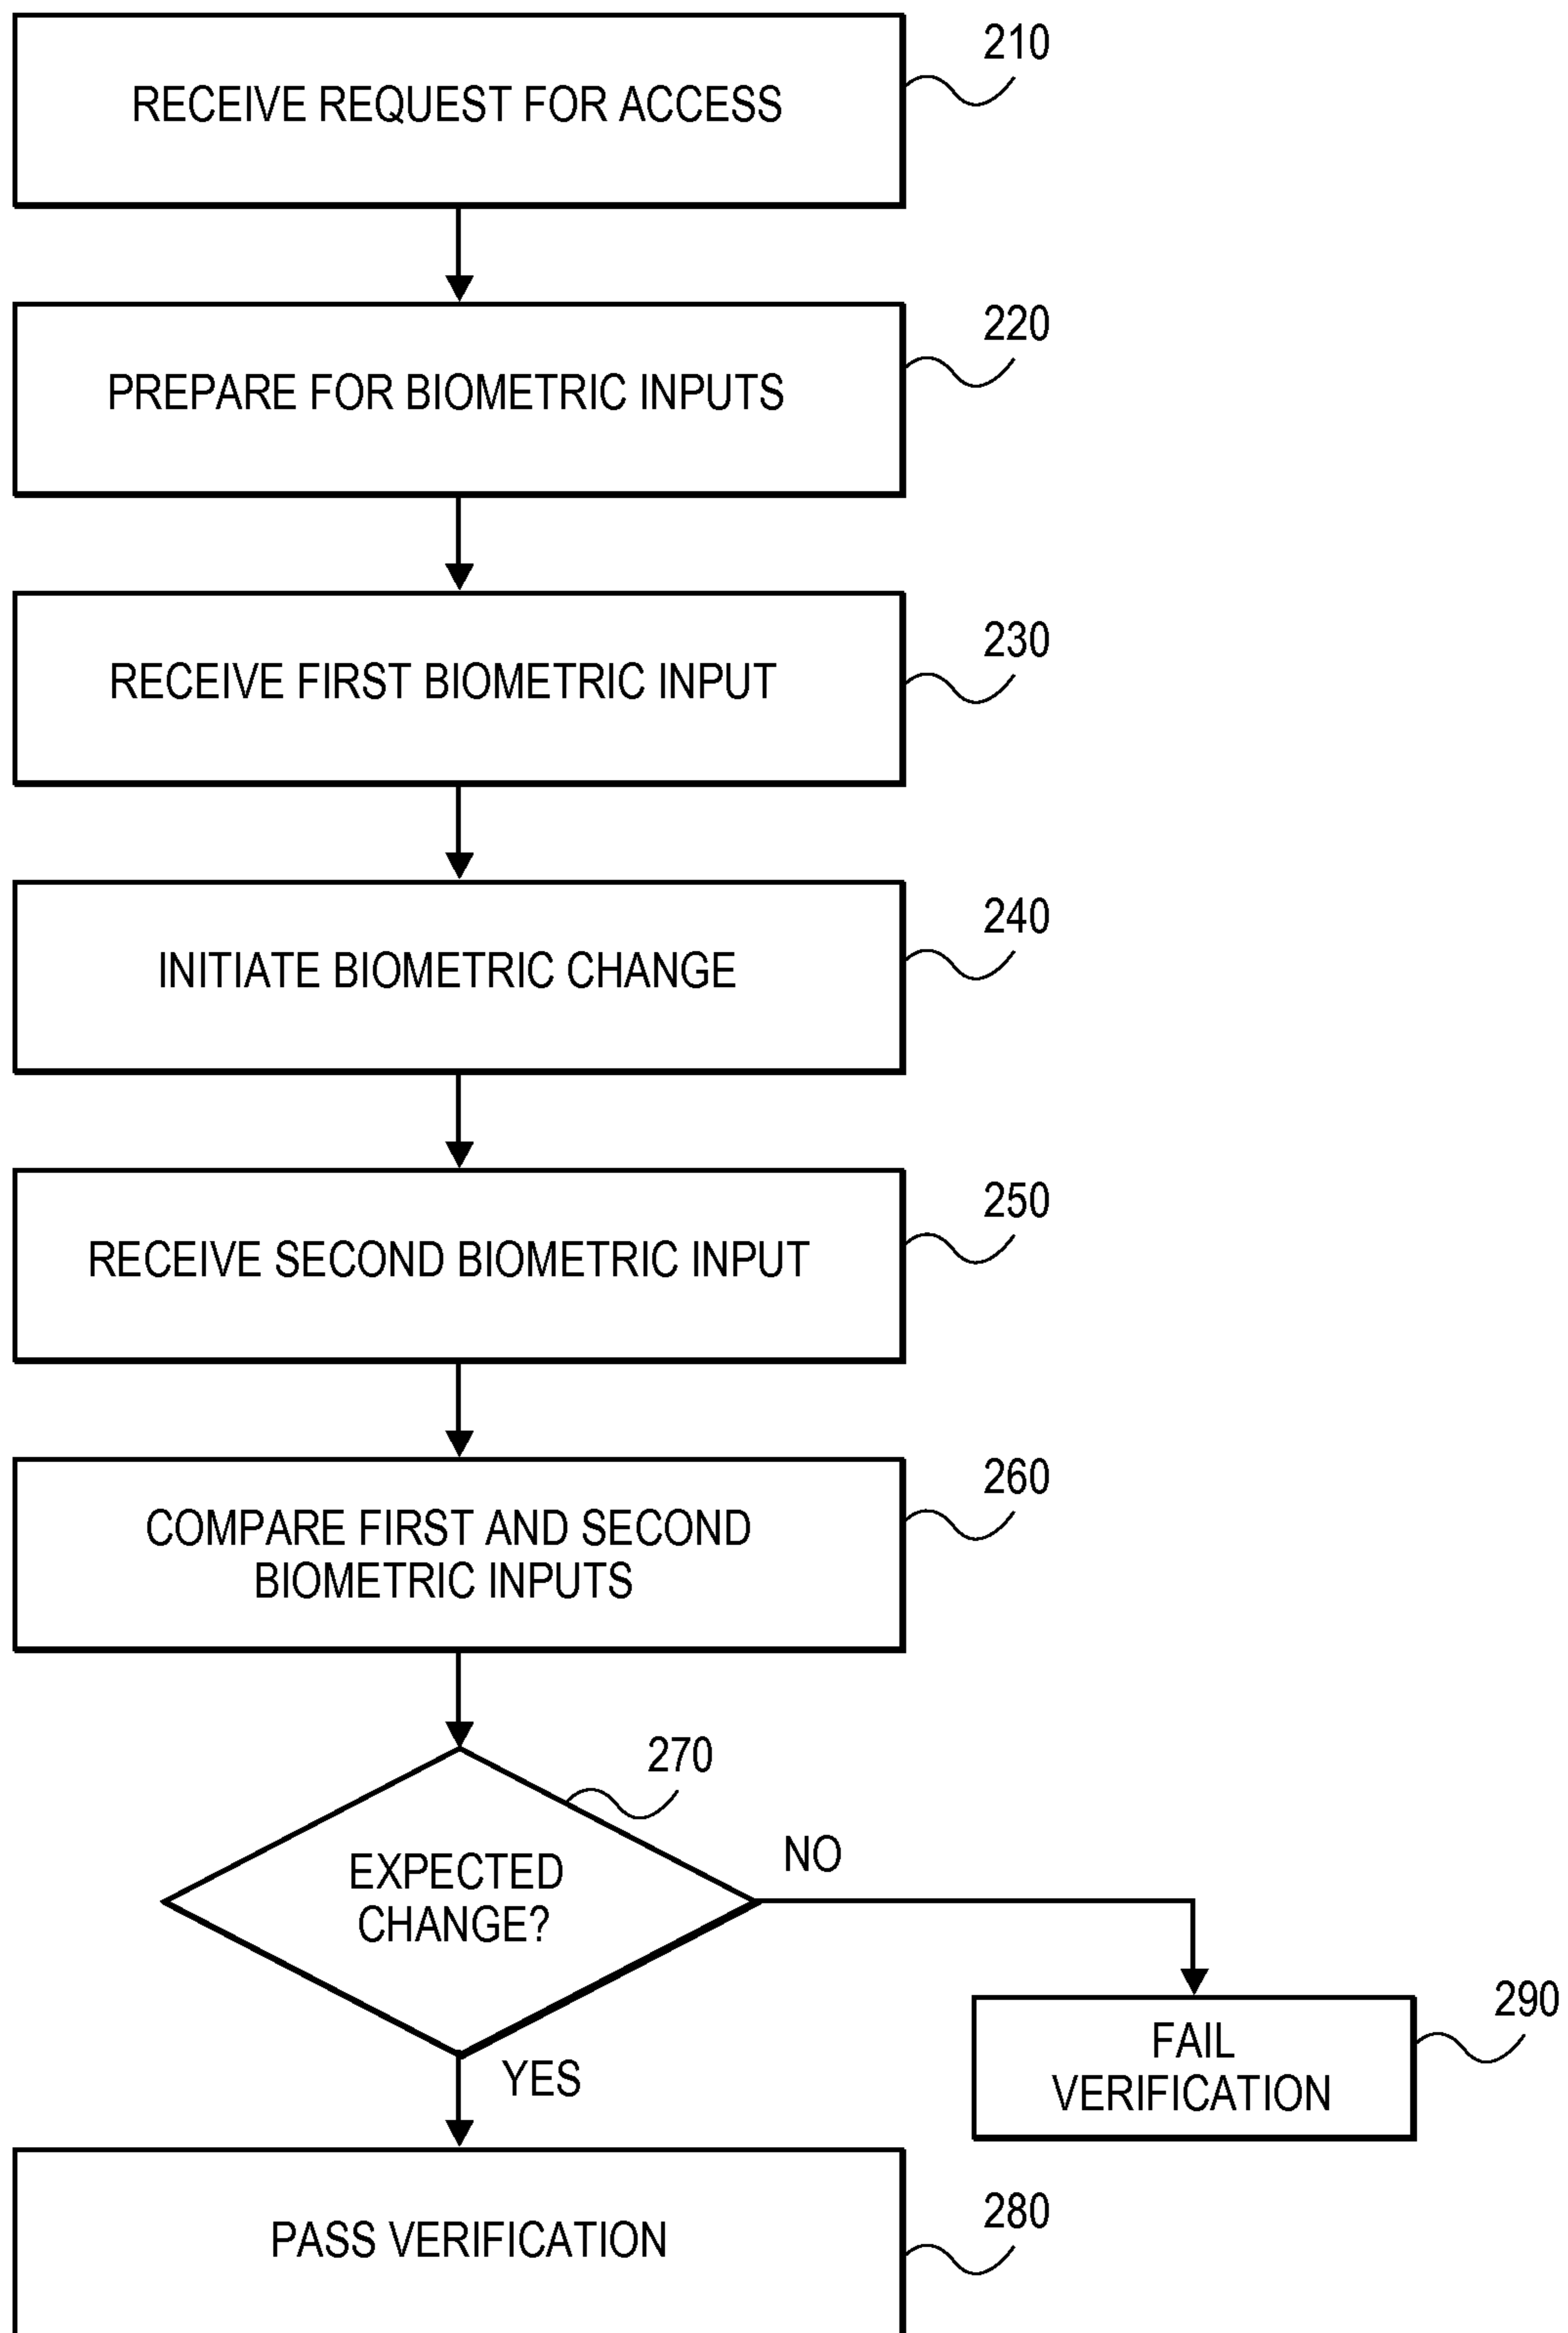 210
RECEIVE REQUEST FOR ACCESS
220
PREPARE FOR BIOMETRIC INPUTS
230
RECEIVE FIRST BIOMETRIC INPUT
240
INITIATE BIOMETRIC CHANGE
250
RECEIVE SECOND BIOMETRIC INPUT
260
COMPARE FIRST AND SECOND
BIOMETRIC INPUTS
270
EXPECTED
CHANGE?
NO
YES
290
FAIL
VERIFICATION
280
PASS VERIFICATION